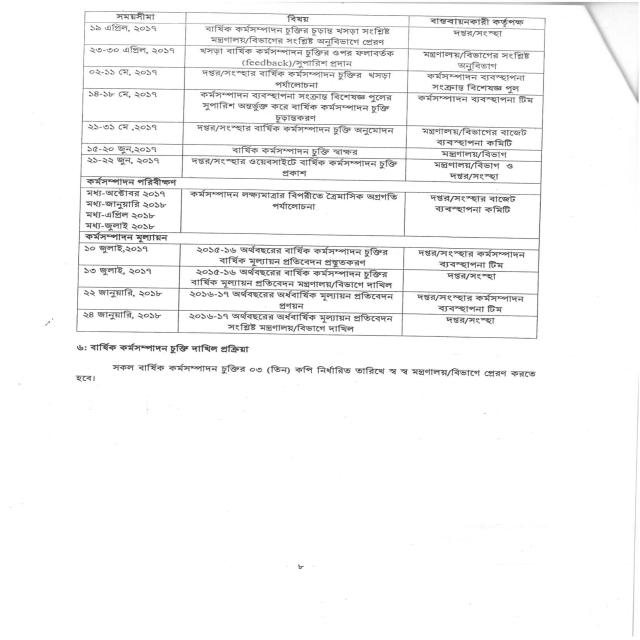 সময়সীমা বিষয় বাস্তবায়নকারী কর্তৃপক্ষ
১৯ এপ্রিল, ২০১৭ বার্ষিক কর্মসম্পাদন চুক্তির চূড়ান্ত খসড়া সংশ্লিষ্ট দপ্তর/সংস্থা
মন্ত্রণালয়/বিভাগের সংশ্লিষ্ট অনুবিভাগে প্রেরণ
২৩-৩০ এপ্রিল, ২০১৭ খসড়া বার্ষিক কর্মসম্পাদন চুক্তির ওপর ফলাবর্তক মন্ত্রণালয়/বিভাগের সংশ্লিষ্ট
(feedback)/সুপারিশ প্রদান অনুবিভাগ
০২-১১ মে, ২০১৭ দপ্তর/সংস্থার বার্ষিক কর্মসম্পাদন চুক্তির খসড়া কর্মসম্পাদন ব্যবস্থাপনা
পর্যালোচনা সংক্রান্ত বিশেষজ্ঞ পুল
১৪-১৮ মে, ২০১৭ কর্মসম্পাদন ব্যবস্থাপনা সংক্রান্ত বিশেষজ্ঞ পুলের কর্মসম্পাদন ব্যবস্থাপনা টিম
সুপারিশ অন্তর্ভুক্ত করে বার্ষিক কর্মসম্পাদন চুক্তি
চূড়ান্তকরণ
২১-৩১ মে ,২০১৭ দপ্তর/সংস্থার বার্ষিক কর্মসম্পাদন চুক্তি অনুমোদন মন্ত্রণালয়/বিভাগের বাজেট
ব্যবস্থাপনা কমিটি
১৫-২০ জুন,২০১৭ বার্ষিক কর্মসম্পাদন চুক্তি স্বাক্ষর মন্ত্রণালয়/বিভাগ
২১-২২ জুন, ২০১৭ দপ্তর/সংস্থার ওয়েবসাইটে বার্ষিক কর্মসম্পাদন চুক্তি মন্ত্রণালয়/বিভাগ ও
প্রকাশ দপ্তর/সংস্থা
কর্মসম্পাদন পরিবীক্ষণ
মধ্য-অক্টোবর ২০১৭ কর্মসম্পাদন লক্ষ্যমাত্রার বিপরীতে ত্রৈমাসিক অগ্রগতি দপ্তর/সংস্থার বাজেট
মধ্য-জানুয়ারি ২০১৮ পর্যালোচনা ব্যবস্থাপনা কমিটি
মধ্য-এপ্রিল ২০১৮
মধ্য-জুলাই ২০১৮
কর্মসম্পাদন মূল্যায়ন
১০ জুলাই,২০১৭ ২০১৫-১৬ অর্থবছরের বার্ষিক কর্মসম্পাদন চুক্তির দপ্তর/সংস্থার কর্মসম্পাদন
বার্ষিক মূল্যায়ন প্রতিবেদন প্রস্তুতকরণ ব্যবস্থাপনা টিম
১৩ জুলাই, ২০১৭ ২০১৫-১৬ অর্থবছরের বার্ষিক কর্মসম্পাদন চুক্তির দপ্তর/সংস্থা
বার্ষিক মূল্যায়ন প্রতিবেদন মন্ত্রণালয়/বিভাগে দাখিল
২২ জানুয়ারি, ২০১৮ ২০১৬-১৭ অর্থবছরের অর্ধবার্ষিক মূল্যায়ন প্রতিবেদন দপ্তর/সংস্থার কর্মসম্পাদন
প্রণয়ন ব্যবস্থাপনা টিম
২৪ জানুয়ারি, ২০১৮ ২০১৬-১৭ অর্থবছরের অর্ধবার্ষিক মূল্যায়ন প্রতিবেদন দপ্তর/সংস্থা
সংশ্লিষ্ট মন্ত্রণালয়/বিভাগে দাখিল
৬: বার্ষিক কর্মসম্পাদন চুক্তি দাখিল প্রক্রিয়া
সকল বার্ষিক কর্মসম্পাদন চুক্তির ০৩ (তিন) কপি নির্ধারিত তারিখে স্ব স্ব মন্ত্রণালয়/বিভাগে প্রেরণ করতে
হবে।
৮